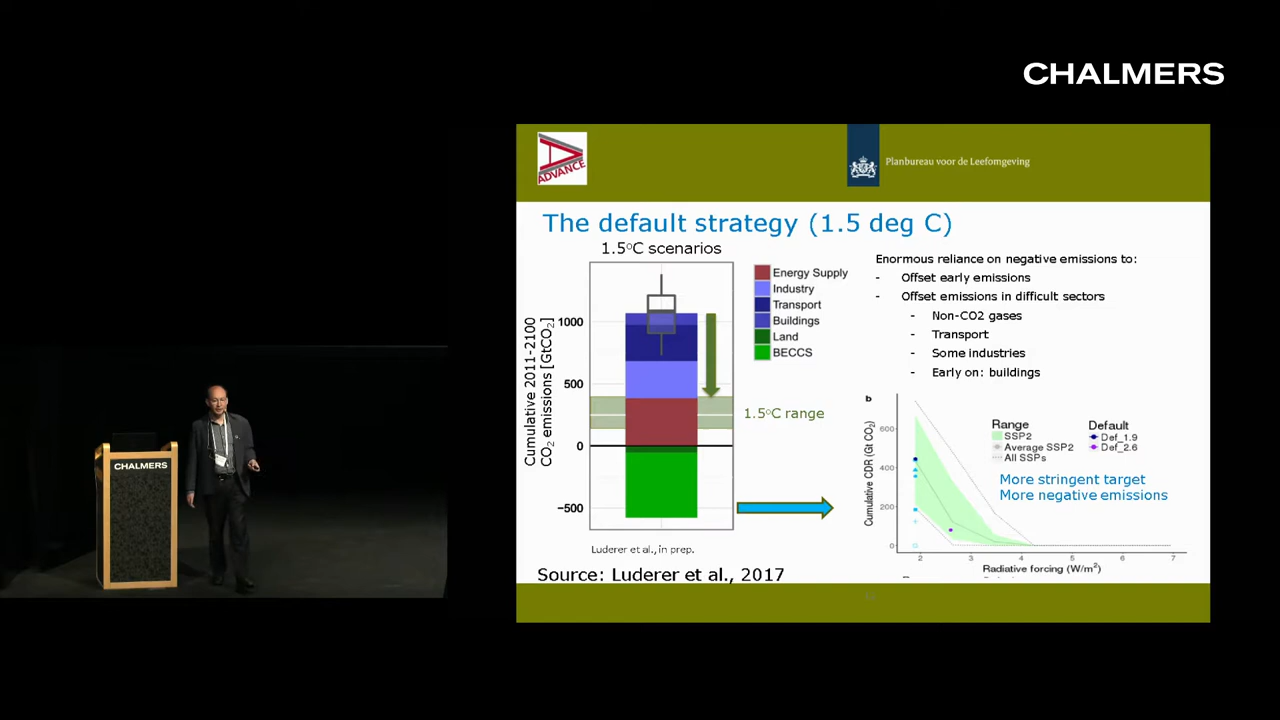 CHALMERS
ADVANCE
Planbureau voor de Leefomgeving
The default strategy (1.5 deg C)
1.5°C scenarios
Cumulative 2011-2100
CO2 emissions [GtCO2]
1000
500
0
−500
Energy Supply
Industry
Transport
Buildings
Land
BECCS
1.5°C range
Luderer et al., in prep.
Source: Luderer et al., 2017
Enormous reliance on negative emissions to:
- Offset early emissions
- Offset emissions in difficult sectors
- Non-CO2 gases
- Transport
- Some industries
- Early on: buildings
b
Cumulative CDR (Gt CO2)
600
400
200
0
Range
SSP2
Average SSP2
All SSPs
Default
Def_1.9
Def_2.6
More stringent target
More negative emissions
2 3 4 5 6 7
Radiative forcing (W/m2)
CHALMERS